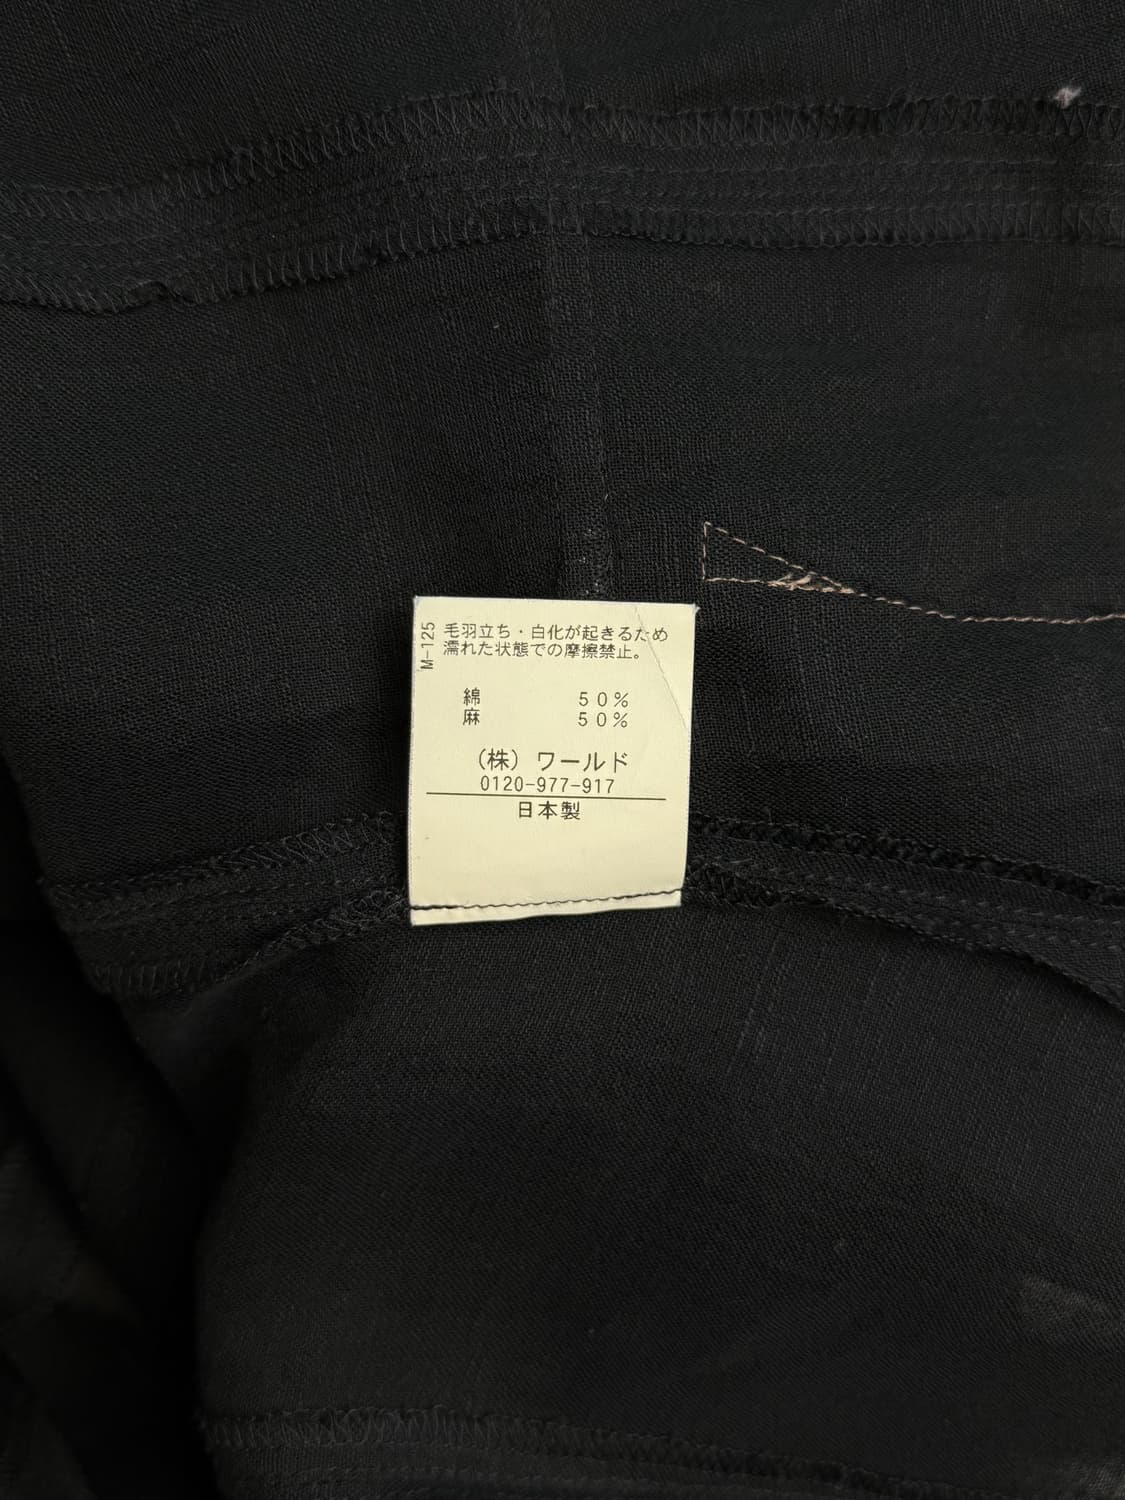 M-125
毛羽立ち・白化が起きるため
濡れた状態での摩擦禁止。
綿 50%
麻 50%
(株)ワールド
0120-977-917
日本製